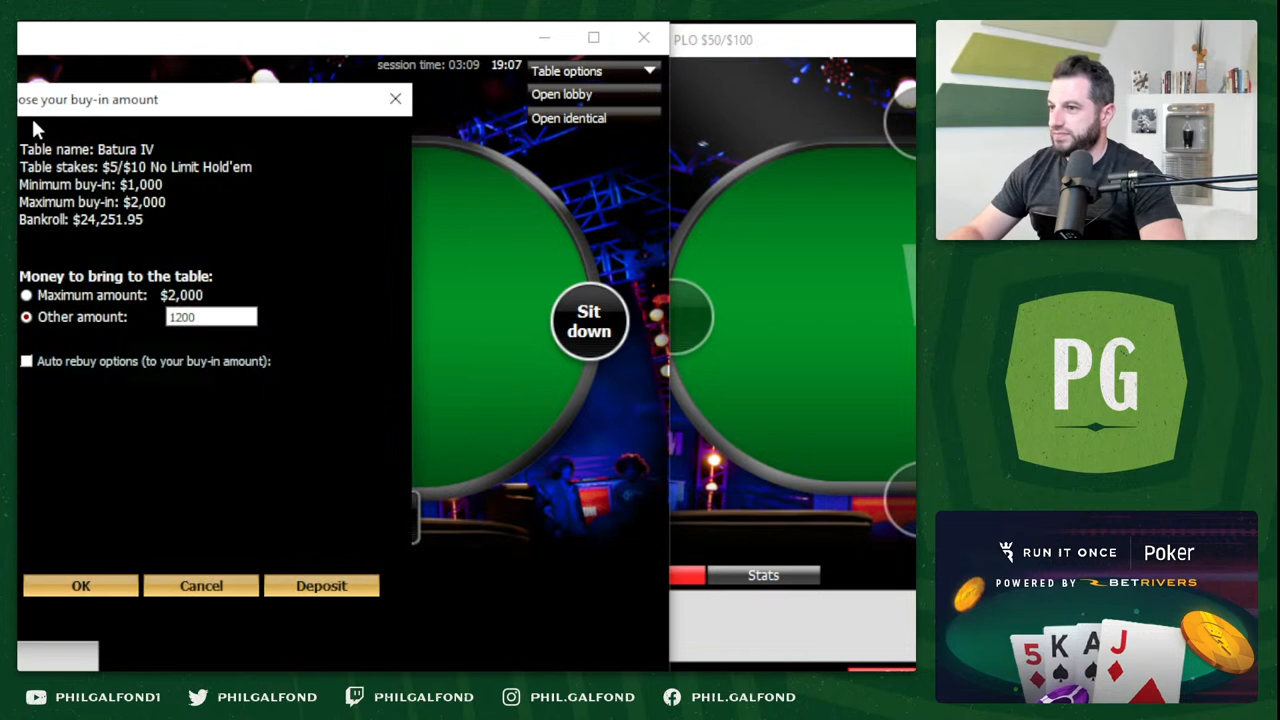 PLO $50/$100
session time: 03:09 19:07
Table options
Open lobby
Open identical
ose your buy-in amount
Table name: Batura IV
Table stakes: $5/$10 No Limit Hold'em
Minimum buy-in: $1,000
Maximum buy-in: $2,000
Bankroll: $24,251.95
Money to bring to the table:
Maximum amount: $2,000
Other amount: 1200
Auto rebuy options (to your buy-in amount):
OK Cancel Deposit
Sit
down
Stats
PG
RUN IT ONCE Poker
POWERED BY BETRIVERS
5 K A J
PHILGALFOND1 PHILGALFOND PHILGALFOND PHIL.GALFOND PHIL.GALFOND